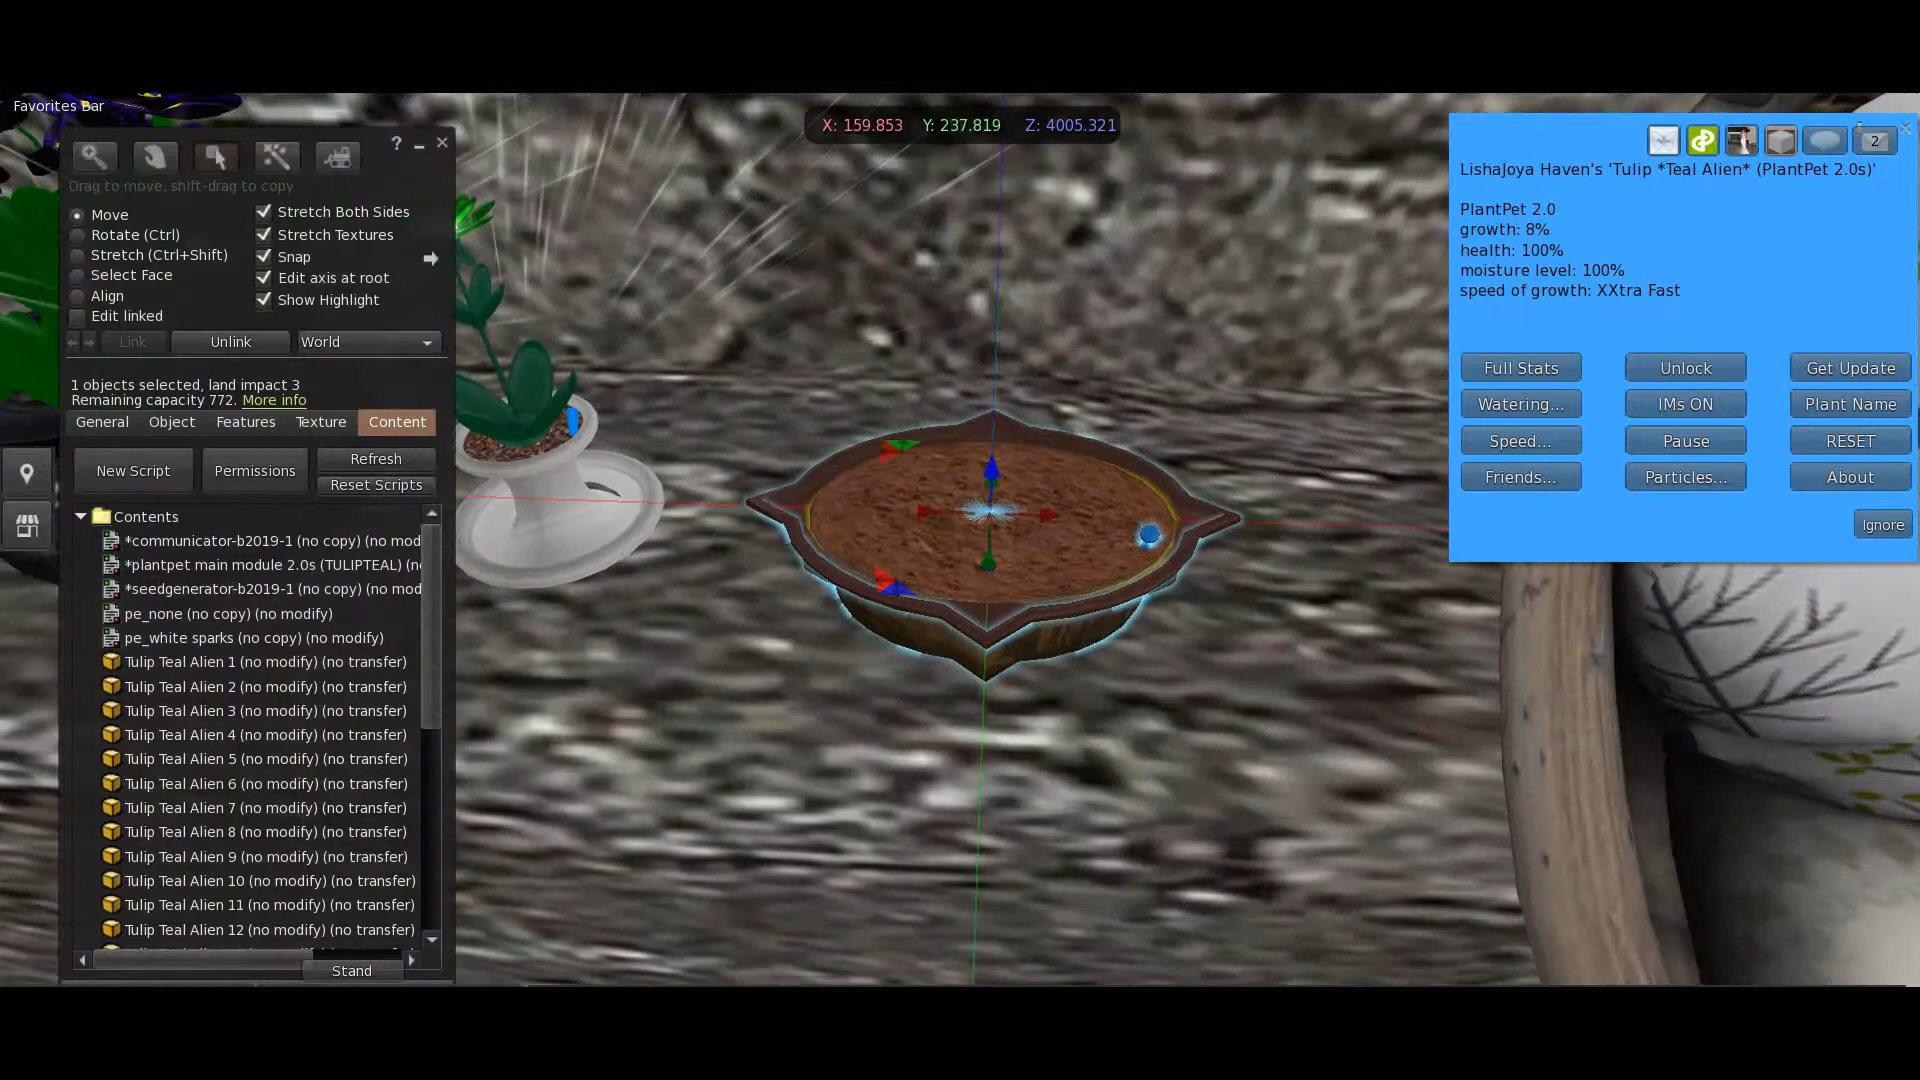 Favorites Bar
X: 159.853 Y: 237.819 Z: 4005.321
?
Drag to move, shift-drag to copy
Move
Rotate (Ctrl)
Stretch (Ctrl+Shift)
Select Face
Align
Edit linked
Stretch Both Sides
Stretch Textures
Snap
Edit axis at root
Show Highlight
Link Unlink World
1 objects selected, land impact 3
Remaining capacity 772. More info
General Object Features Texture Content
New Script Permissions Refresh
Reset Scripts
Contents
*communicator-b2019-1 (no copy) (no mod
*plantpet main module 2.0s (TULIPTEAL) (n
*seedgenerator-b2019-1 (no copy) (no mod
pe_none (no copy) (no modify)
pe_white sparks (no copy) (no modify)
Tulip Teal Alien 1 (no modify) (no transfer)
Tulip Teal Alien 2 (no modify) (no transfer)
Tulip Teal Alien 3 (no modify) (no transfer)
Tulip Teal Alien 4 (no modify) (no transfer)
Tulip Teal Alien 5 (no modify) (no transfer)
Tulip Teal Alien 6 (no modify) (no transfer)
Tulip Teal Alien 7 (no modify) (no transfer)
Tulip Teal Alien 8 (no modify) (no transfer)
Tulip Teal Alien 9 (no modify) (no transfer)
Tulip Teal Alien 10 (no modify) (no transfer)
Tulip Teal Alien 11 (no modify) (no transfer)
Tulip Teal Alien 12 (no modify) (no transfer)
Stand
2
LishaJoya Haven's 'Tulip *Teal Alien* (PlantPet 2.0s)'
PlantPet 2.0
growth: 8%
health: 100%
moisture level: 100%
speed of growth: XXtra Fast
Full Stats Unlock Get Update
Watering... IMs ON Plant Name
Speed... Pause RESET
Friends... Particles... About
Ignore